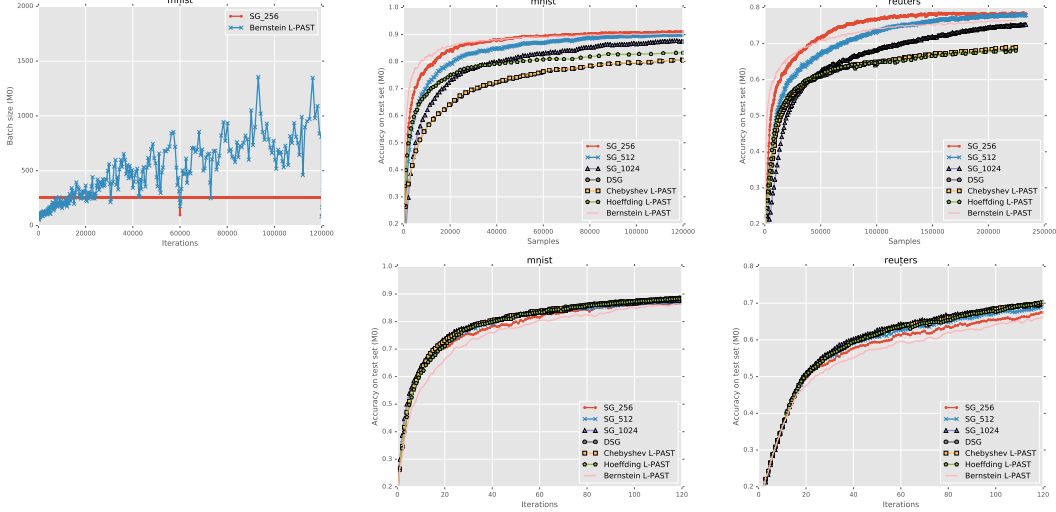 mnist
2000
1500
1000
500
0
Batch size (M0)
0 20000 40000 60000 80000 100000 120000
Iterations
SG_256
Bernstein L-PAST
mnist
1.0
0.9
0.8
0.7
0.6
0.5
0.4
0.3
0.2
Accuracy on test set (M0)
0 20000 40000 60000 80000 100000 120000
Samples
SG_256
SG_512
SG_1024
DSG
Chebyshev L-PAST
Hoeffding L-PAST
Bernstein L-PAST
reuters
0.8
0.7
0.6
0.5
0.4
0.3
0.2
Accuracy on test set (M0)
0 50000 100000 150000 200000 250000
Samples
SG_256
SG_512
SG_1024
DSG
Chebyshev L-PAST
Hoeffding L-PAST
Bernstein L-PAST
mnist
1.0
0.9
0.8
0.7
0.6
0.5
0.4
0.3
0.2
Accuracy on test set (M0)
0 20 40 60 80 100 120
Iterations
SG_256
SG_512
SG_1024
DSG
Chebyshev L-PAST
Hoeffding L-PAST
Bernstein L-PAST
reuters
0.8
0.7
0.6
0.5
0.4
0.3
0.2
Accuracy on test set (M0)
0 20 40 60 80 100 120
Iterations
SG_256
SG_512
SG_1024
DSG
Chebyshev L-PAST
Hoeffding L-PAST
Bernstein L-PAST